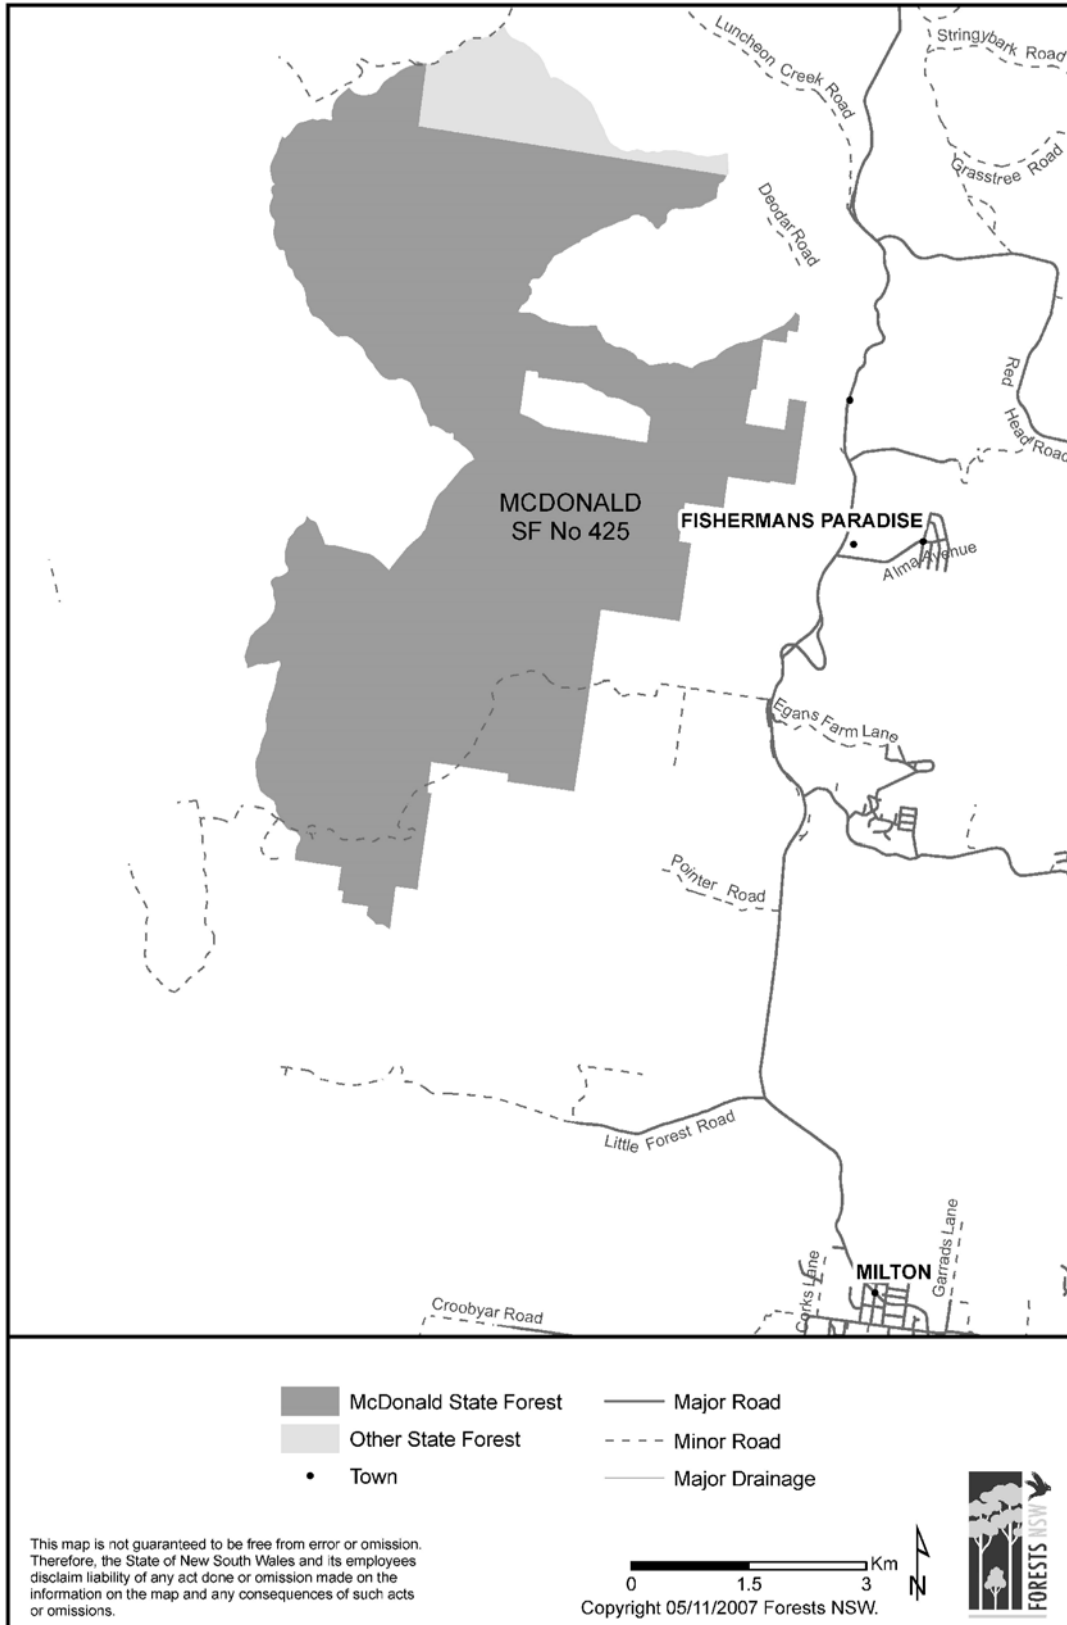 Luncheon Creek Road
Stringybark Road
Grasstree Road
Deodar Road
Red Head Road
MCDONALD
SF No 425
FISHERMANS PARADISE
Alma Avenue
Egans Farm Lane
Pointer Road
Little Forest Road
Garrads Lane
Corks Lane
MILTON
Croobyar Road
McDonald State Forest
Other State Forest
Town
Major Road
Minor Road
Major Drainage
This map is not guaranteed to be free from error or omission.
Therefore, the State of New South Wales and its employees
disclaim liability of any act done or omission made on the
information on the map and any consequences of such acts
or omissions.
Km
0 1.5 3
Copyright 05/11/2007 Forests NSW.
N
FORESTS NSW